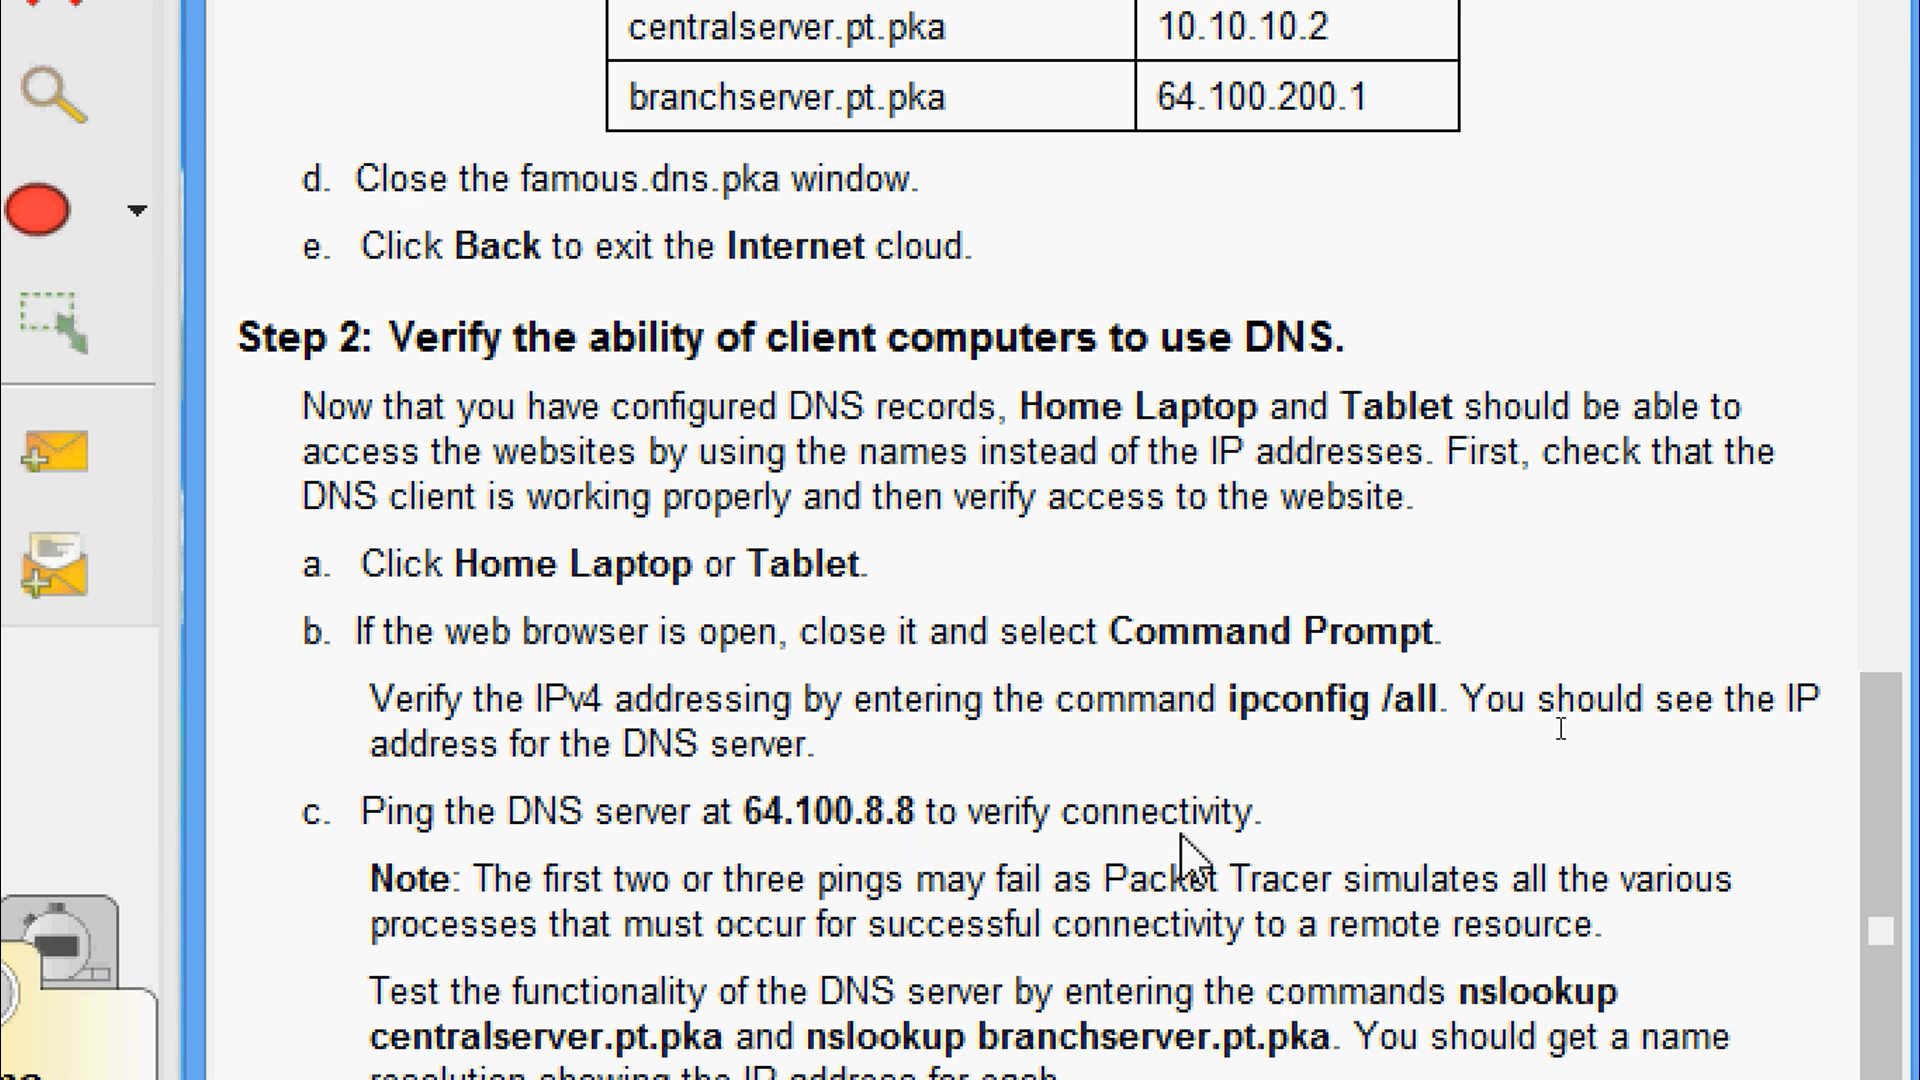 centralserver.pt.pka 10.10.10.2
branchserver.pt.pka 64.100.200.1
d. Close the famous.dns.pka window.
e. Click Back to exit the Internet cloud.
Step 2: Verify the ability of client computers to use DNS.
Now that you have configured DNS records, Home Laptop and Tablet should be able to
access the websites by using the names instead of the IP addresses. First, check that the
DNS client is working properly and then verify access to the website.
a. Click Home Laptop or Tablet.
b. If the web browser is open, close it and select Command Prompt.
Verify the IPv4 addressing by entering the command ipconfig /all. You should see the IP
address for the DNS server.
c. Ping the DNS server at 64.100.8.8 to verify connectivity.
Note: The first two or three pings may fail as Packet Tracer simulates all the various
processes that must occur for successful connectivity to a remote resource.
Test the functionality of the DNS server by entering the commands nslookup
centralserver.pt.pka and nslookup branchserver.pt.pka. You should get a name
resolution showing the IP address for each.